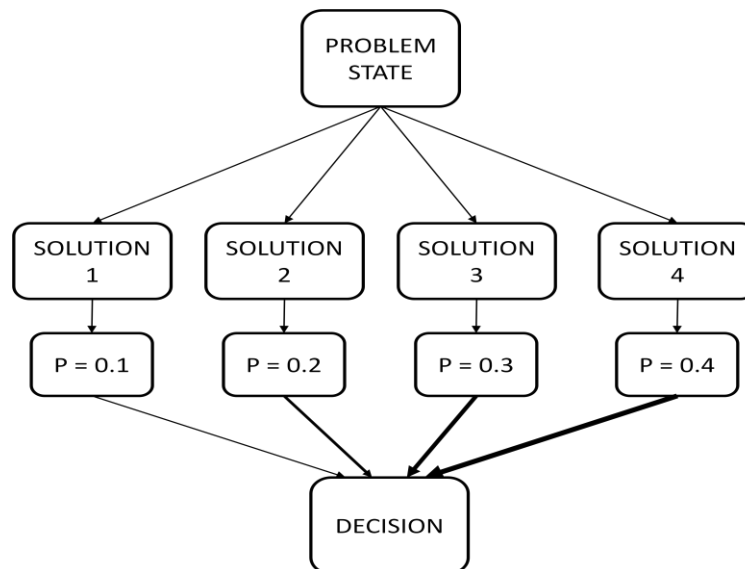 PROBLEM
STATE
SOLUTION
1
SOLUTION
2
SOLUTION
3
SOLUTION
4
P = 0.1
P = 0.2
P = 0.3
P = 0.4
DECISION